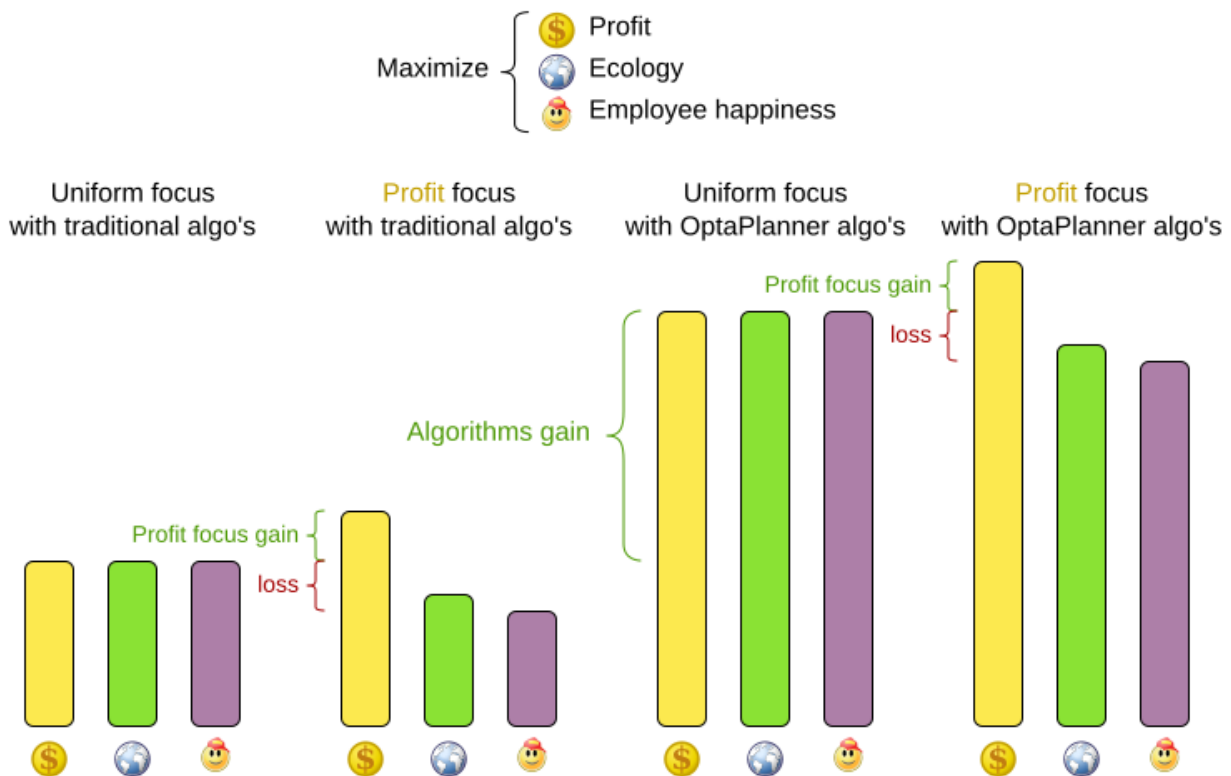 Maximize
Profit
Ecology
Employee happiness
Uniform focus
with traditional algo's
Profit focus
with traditional algo's
Uniform focus
with OptaPlanner algo's
Profit focus
with OptaPlanner algo's
Profit focus gain
loss
Algorithms gain
Profit focus gain
loss
$
$
$
$
$